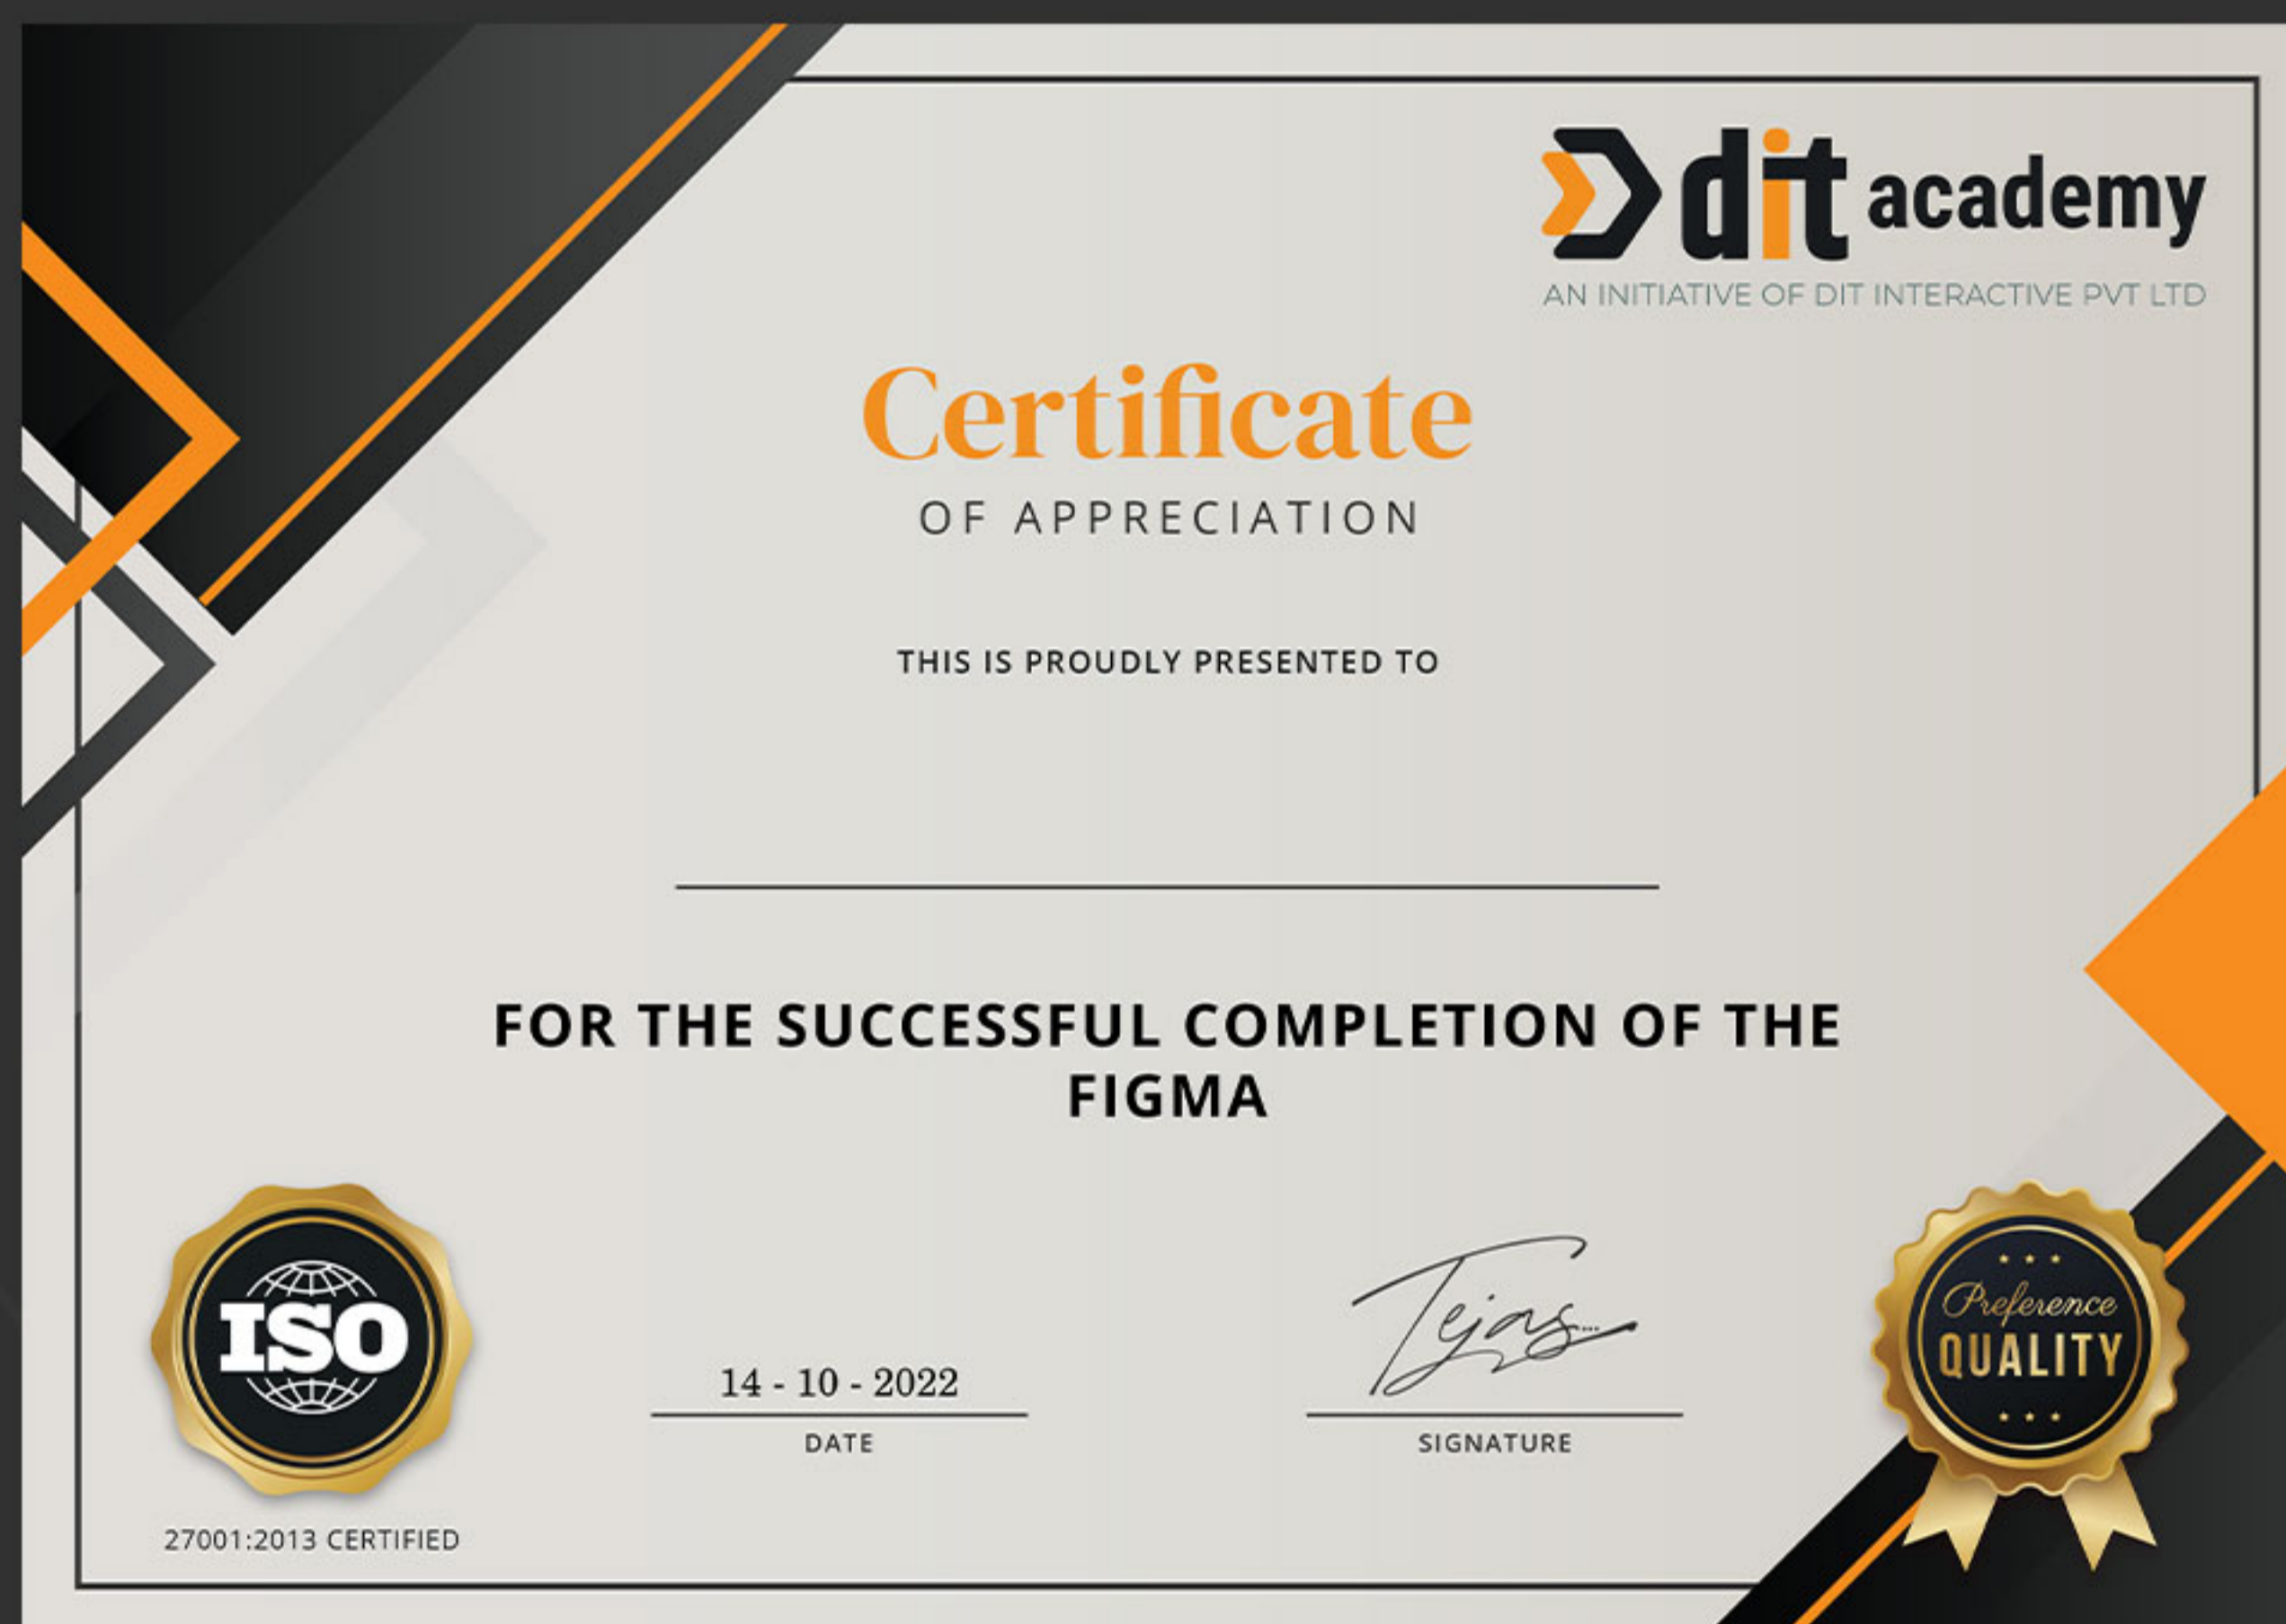 dit academy
AN INITIATIVE OF DIT INTERACTIVE PVT LTD
Certificate
OF APPRECIATION
THIS IS PROUDLY PRESENTED TO
FOR THE SUCCESSFUL COMPLETION OF THE
FIGMA
ISO
27001:2013 CERTIFIED
14 - 10 - 2022
DATE
Tejas...
SIGNATURE
Preference
QUALITY